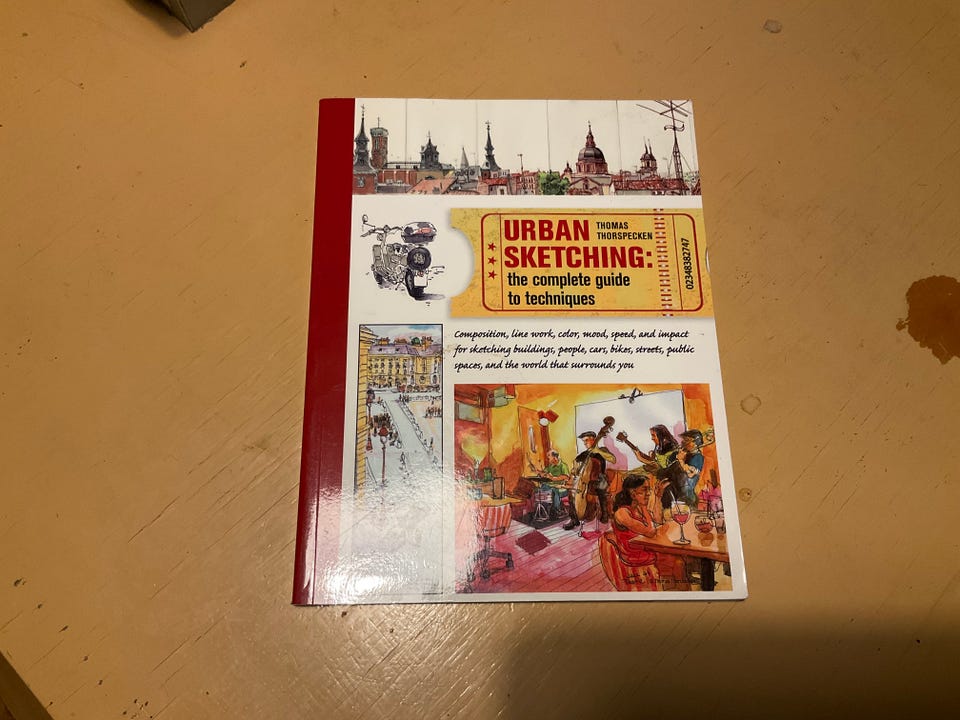 URBAN
THOMAS
THORSPECKEN
SKETCHING:
the complete guide
to techniques
02348382747
Composition, line work, color, mood, speed, and impact
for sketching buildings, people, cars, bikes, streets, public
spaces, and the world that surrounds you